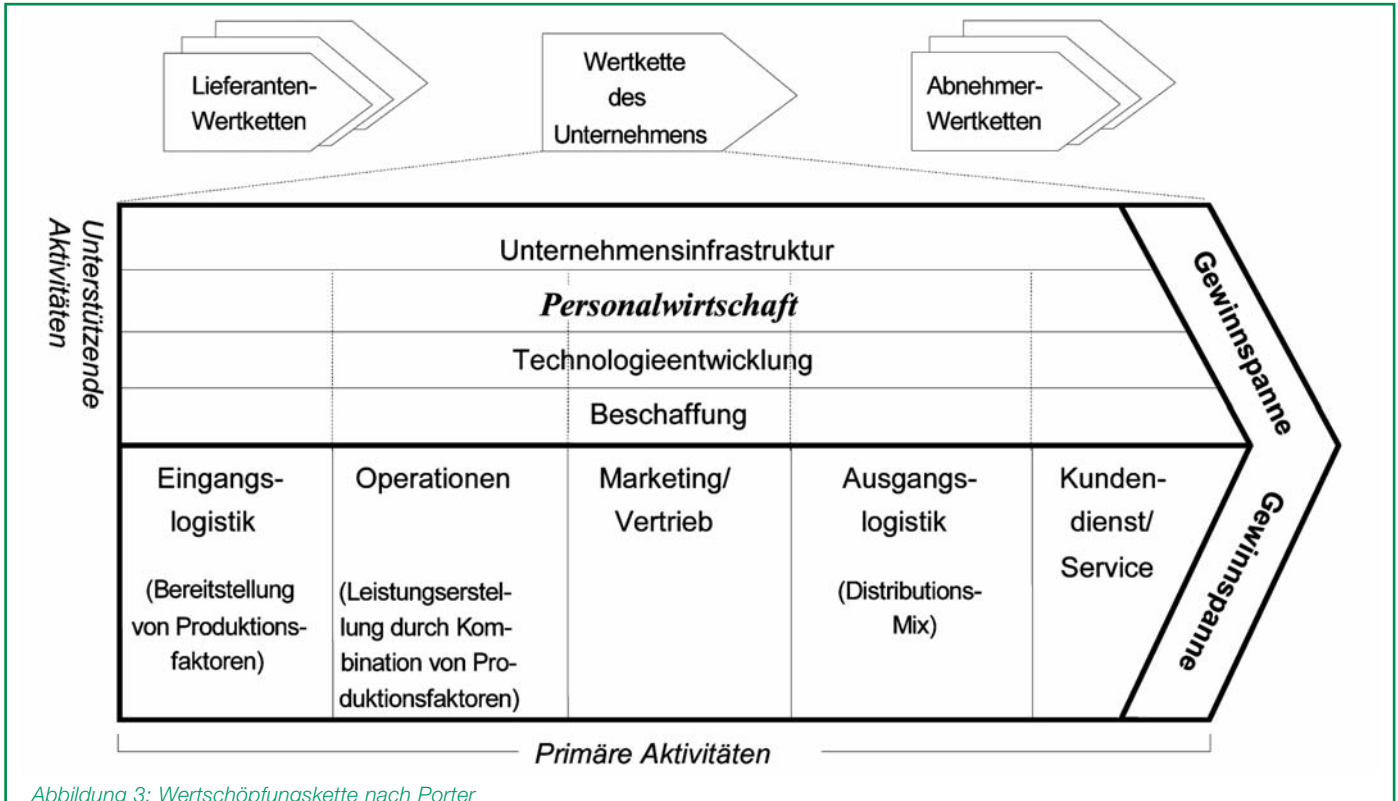 Lieferanten-
Wertketten
Wertkette
des
Unternehmens
Abnehmer-
Wertketten
Unterstützende
Aktivitäten
Unternehmensinfrastruktur
Personalwirtschaft
Technologieentwicklung
Beschaffung
Gewinnspanne
Gewinnspanne
Eingangs-
logistik
(Bereitstellung
von Produktions-
faktoren)
Operationen
(Leistungserstel-
lung durch Kom-
bination von Pro-
duktionsfaktoren)
Marketing/
Vertrieb
Ausgangs-
logistik
(Distributions-
Mix)
Kunden-
dienst/
Service
Primäre Aktivitäten
Abbildung 3: Wertschöpfungskette nach Porter